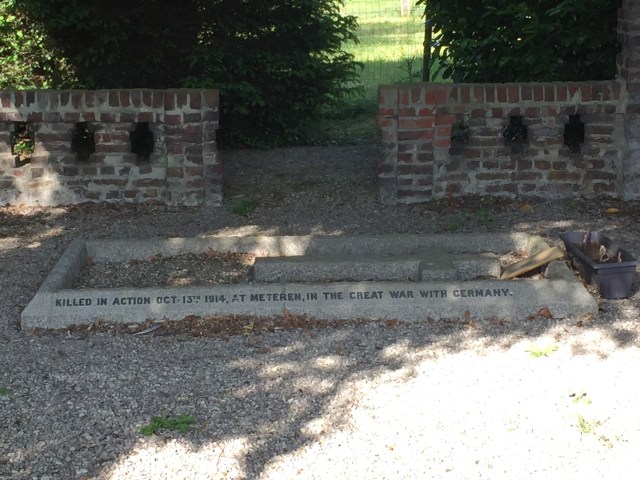 KILLED IN ACTION OCT. 13TH 1914, AT METEREN, IN THE GREAT WAR WITH GERMANY.